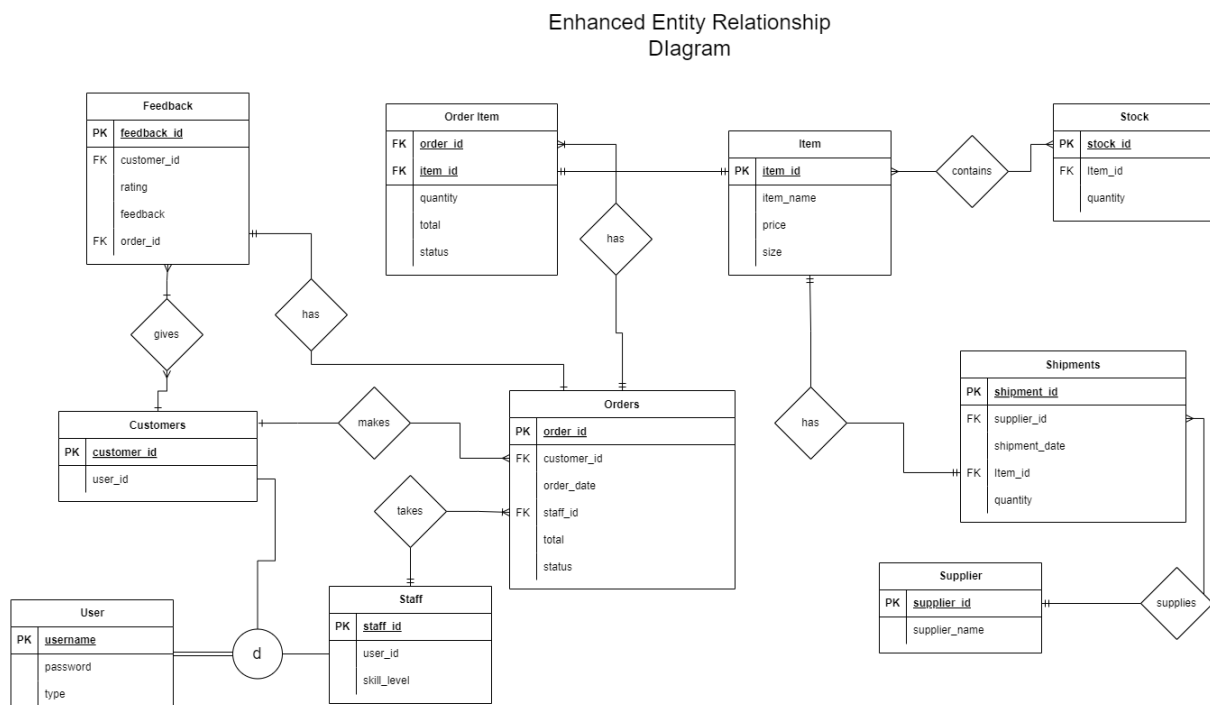 Enhanced Entity Relationship
DIagram
Feedback
PK feedback_id
FK customer_id
rating
feedback
FK order_id
Order Item
FK order_id
FK item_id
quantity
total
status
Item
PK item_id
item_name
price
size
contains
Stock
PK stock_id
FK Item_id
quantity
has
has
gives
has
Shipments
PK shipment_id
FK supplier_id
shipment_date
FK Item_id
quantity
Customers
PK customer_id
user_id
makes
Orders
PK order_id
FK customer_id
order_date
FK staff_id
total
status
takes
Supplier
PK supplier_id
supplier_name
supplies
User
PK username
password
type
d
Staff
PK staff_id
user_id
skill_level